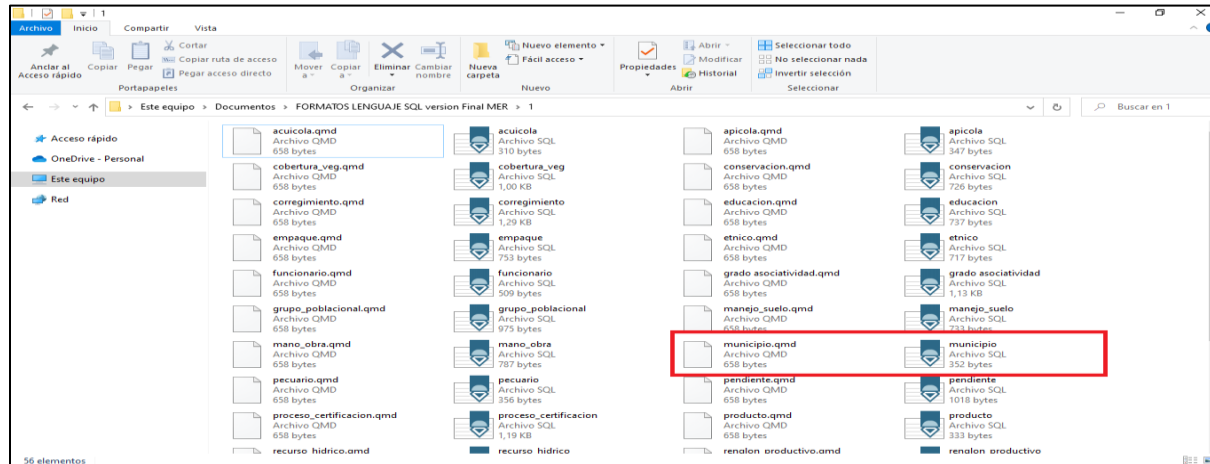 1
Archivo Inicio Compartir Vista
Anclar al Acceso rápido
Copiar
Pegar
Cortar
Copiar ruta de acceso
Pegar acceso directo
Portapapeles
Mover a
Copiar a
Eliminar
Cambiar nombre
Organizar
Nueva carpeta
Nuevo elemento
Fácil acceso
Nuevo
Propiedades
Abrir
Modificar
Historial
Abrir
Seleccionar todo
No seleccionar nada
Invertir selección
Seleccionar
Este equipo > Documentos > FORMATOS LENGUAJE SQL version Final MER > 1
Buscar en 1
Acceso rápido
OneDrive - Personal
Este equipo
Red
acuicola.qmd acuicola apicola.qmd apicola
Archivo QMD Archivo SQL Archivo QMD Archivo SQL
658 bytes 310 bytes 658 bytes 347 bytes
cobertura_veg.qmd cobertura_veg conservacion.qmd conservacion
Archivo QMD Archivo SQL Archivo QMD Archivo SQL
658 bytes 1,00 KB 658 bytes 726 bytes
corregimiento.qmd corregimiento educacion.qmd educacion
Archivo QMD Archivo SQL Archivo QMD Archivo SQL
658 bytes 1,29 KB 658 bytes 737 bytes
empaque.qmd empaque etnico.qmd etnico
Archivo QMD Archivo SQL Archivo QMD Archivo SQL
658 bytes 753 bytes 658 bytes 717 bytes
funcionario.qmd funcionario grado asociatividad.qmd grado asociatividad
Archivo QMD Archivo SQL Archivo QMD Archivo SQL
658 bytes 509 bytes 658 bytes 1,13 KB
grupo_poblacional.qmd grupo_poblacional manejo_suelo.qmd manejo_suelo
Archivo QMD Archivo SQL Archivo QMD Archivo SQL
658 bytes 975 bytes 658 bytes 733 bytes
mano_obra.qmd mano_obra municipio.qmd municipio
Archivo QMD Archivo SQL Archivo QMD Archivo SQL
658 bytes 787 bytes 658 bytes 352 bytes
pecuario.qmd pecuario pendiente.qmd pendiente
Archivo QMD Archivo SQL Archivo QMD Archivo SQL
658 bytes 356 bytes 658 bytes 1018 bytes
proceso_certificacion.qmd proceso_certificacion producto.qmd producto
Archivo QMD Archivo SQL Archivo QMD Archivo SQL
658 bytes 1,19 KB 658 bytes 333 bytes
recurso_hidrico.qmd recurso_hidrico renglon_productivo.qmd renglon_productivo
56 elementos